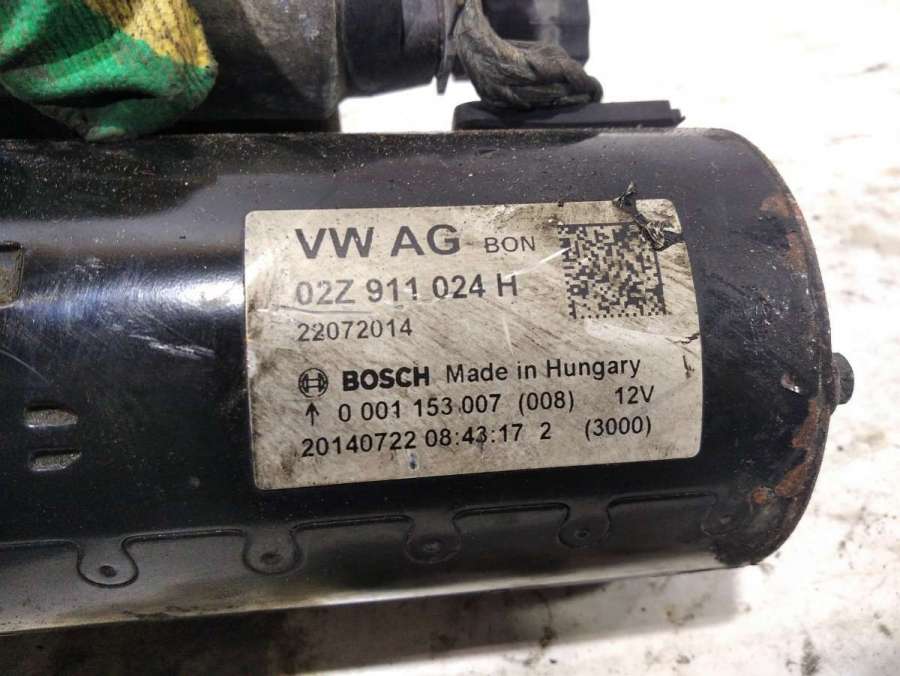 VW AG BON
02Z 911 024 H
22072014
BOSCH Made in Hungary
↑ 0 001 153 007 (008) 12V
20140722 08:43:17 2 (3000)